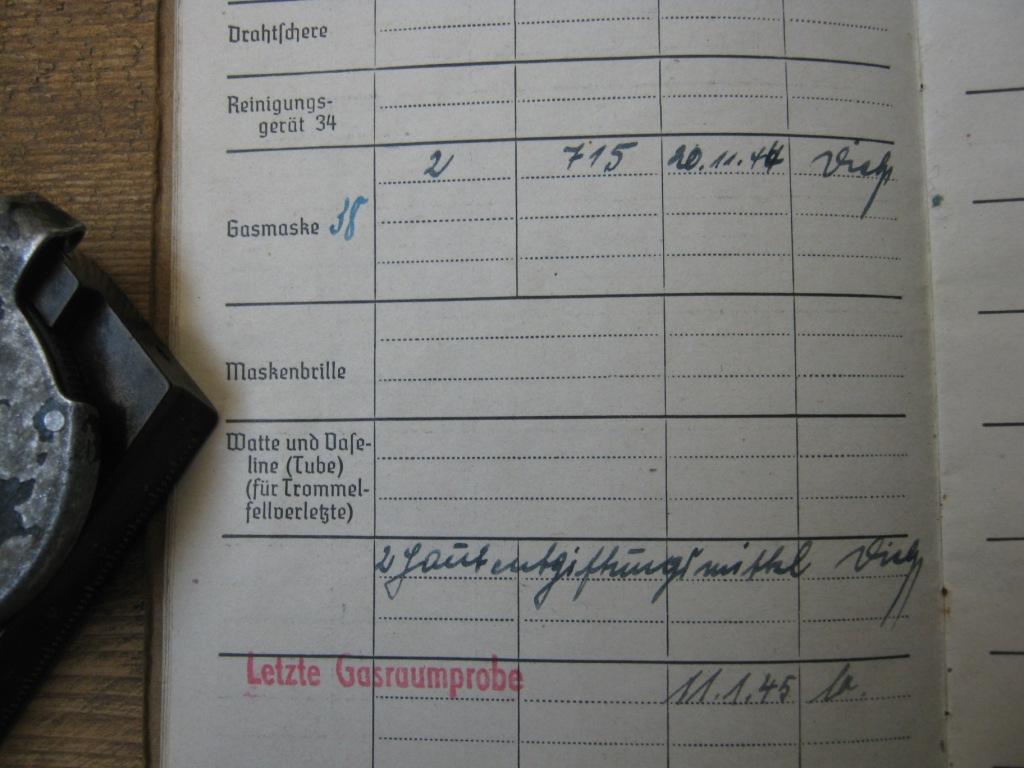 Drahtschere
Reinigungs-
gerät 34
2 715 20.11.44
Gasmaske 38
Maskenbrille
Watte und Vase-
line (Tube)
(für Trommel-
fellverletzte)
2 Hautentgiftungsmittel
Letzte Gasraumprobe
11.1.45